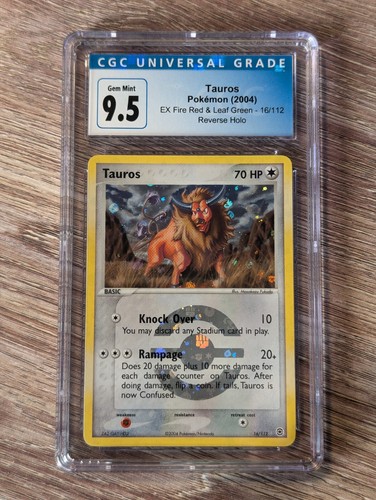 CGC UNIVERSAL GRADE
Gem Mint
9.5
Tauros
Pokémon (2004)
EX Fire Red & Leaf Green - 16/112
Reverse Holo
Tauros 70 HP
BASIC
Knock Over 10
You may discard any Stadium card in play.
Rampage 20+
Does 20 damage plus 10 more damage for
each damage counter on Tauros. After
doing damage, flip a coin. If tails, Tauros is
now Confused.
weakness resistance retreat cost
©2004 Pokémon/Nintendo 16/112